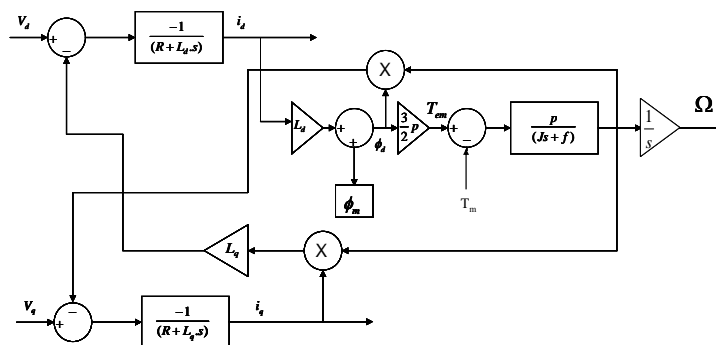 V_d
+
−
−1
(R+L_d.s)
i_d
X
L_d
+
+
ϕ_d
3
2
p
T_em
+
−
p
(Js+f)
1
s
Ω
ϕ_m
T_m
L_q
X
V_q
+
−
−1
(R+L_q.s)
i_q